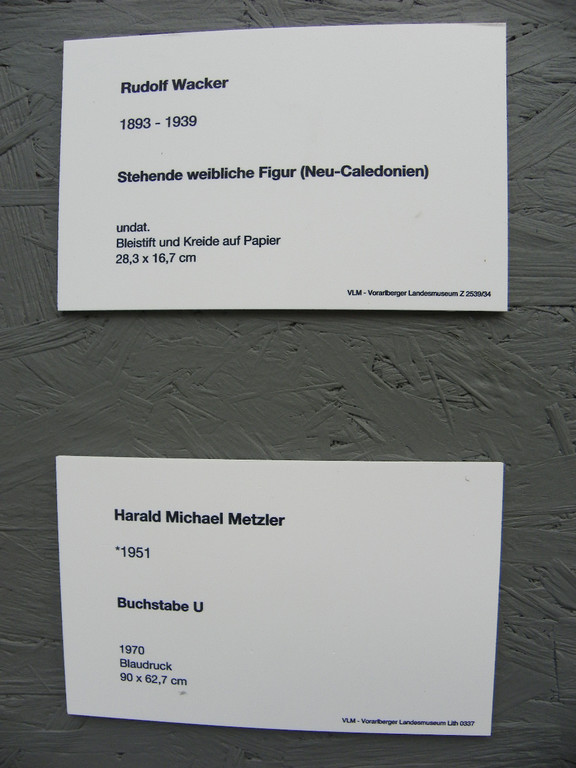 Rudolf Wacker
1893 - 1939
Stehende weibliche Figur (Neu-Caledonien)
undat.
Bleistift und Kreide auf Papier
28,3 x 16,7 cm
VLM - Vorarlberger Landesmuseum Z 2539/34
Harald Michael Metzler
*1951
Buchstabe U
1970
Blaudruck
90 x 62,7 cm
VLM - Vorarlberger Landesmuseum Lith 0337